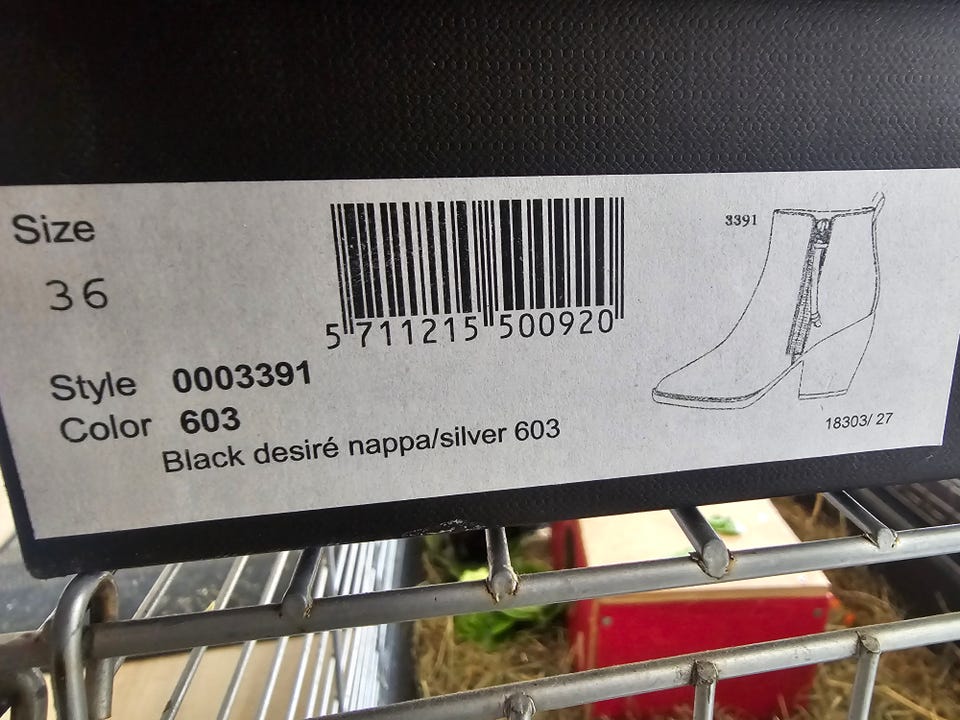 Size
36
3391
5 711215 500920
Style 0003391
Color 603
Black desiré nappa/silver 603
18303/ 27